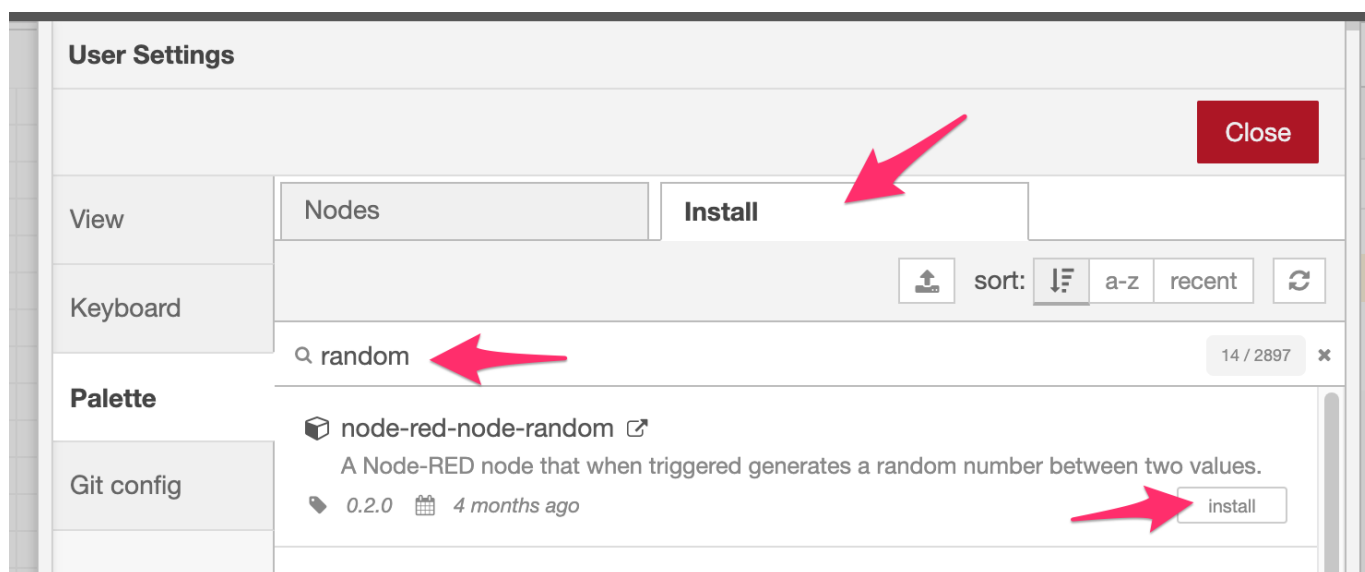 User Settings
Close
View
Nodes
Install
sort:
a-z
recent
Keyboard
random
14 / 2897
Palette
node-red-node-random
A Node-RED node that when triggered generates a random number between two values.
Git config
0.2.0
4 months ago
install